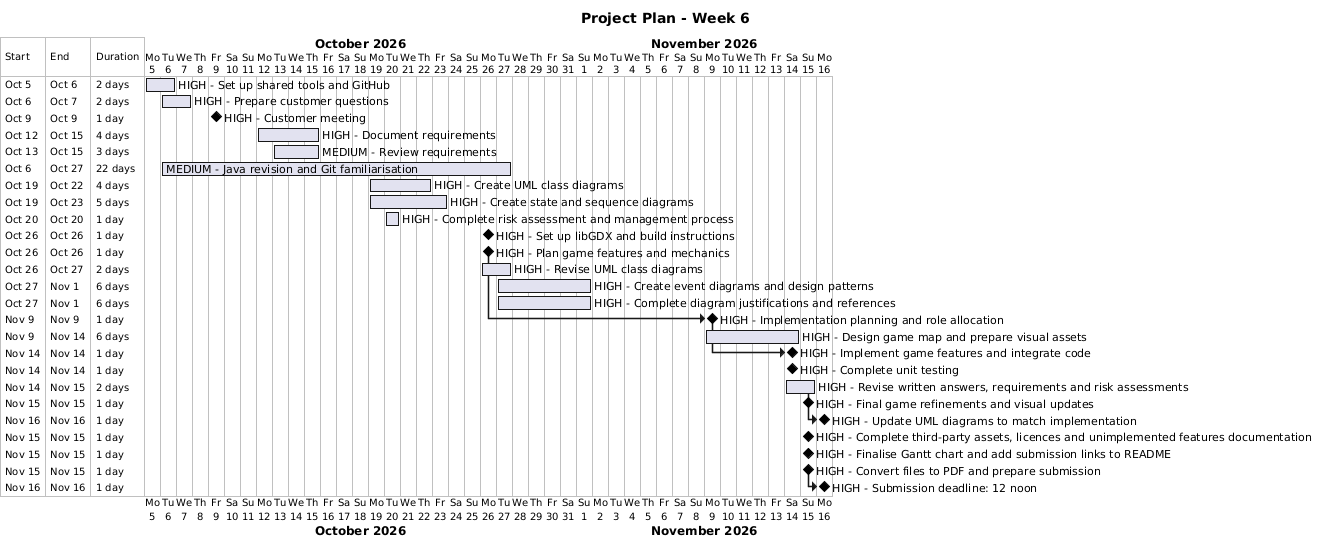 Project Plan - Week 6
October 2026 November 2026
Start End Duration Mo Tu We Th Fr Sa Su Mo Tu We Th Fr Sa Su Mo Tu We Th Fr Sa Su Mo Tu We Th Fr Sa Su Mo Tu We Th Fr Sa Su Mo Tu We Th Fr Sa Su Mo
5 6 7 8 9 10 11 12 13 14 15 16 17 18 19 20 21 22 23 24 25 26 27 28 29 30 31 1 2 3 4 5 6 7 8 9 10 11 12 13 14 15 16
Oct 5 Oct 6 2 days HIGH - Set up shared tools and GitHub
Oct 6 Oct 7 2 days HIGH - Prepare customer questions
Oct 9 Oct 9 1 day HIGH - Customer meeting
Oct 12 Oct 15 4 days HIGH - Document requirements
Oct 13 Oct 15 3 days MEDIUM - Review requirements
Oct 6 Oct 27 22 days MEDIUM - Java revision and Git familiarisation
Oct 19 Oct 22 4 days HIGH - Create UML class diagrams
Oct 19 Oct 23 5 days HIGH - Create state and sequence diagrams
Oct 20 Oct 20 1 day HIGH - Complete risk assessment and management process
Oct 26 Oct 26 1 day HIGH - Set up libGDX and build instructions
Oct 26 Oct 26 1 day HIGH - Plan game features and mechanics
Oct 26 Oct 27 2 days HIGH - Revise UML class diagrams
Oct 27 Nov 1 6 days HIGH - Create event diagrams and design patterns
Oct 27 Nov 1 6 days HIGH - Complete diagram justifications and references
Nov 9 Nov 9 1 day HIGH - Implementation planning and role allocation
Nov 9 Nov 14 6 days HIGH - Design game map and prepare visual assets
Nov 14 Nov 14 1 day HIGH - Implement game features and integrate code
Nov 14 Nov 14 1 day HIGH - Complete unit testing
Nov 14 Nov 15 2 days HIGH - Revise written answers, requirements and risk assessments
Nov 15 Nov 15 1 day HIGH - Final game refinements and visual updates
Nov 16 Nov 16 1 day HIGH - Update UML diagrams to match implementation
Nov 15 Nov 15 1 day HIGH - Complete third-party assets, licences and unimplemented features documentation
Nov 15 Nov 15 1 day HIGH - Finalise Gantt chart and add submission links to README
Nov 15 Nov 15 1 day HIGH - Convert files to PDF and prepare submission
Nov 16 Nov 16 1 day HIGH - Submission deadline: 12 noon
Mo Tu We Th Fr Sa Su Mo Tu We Th Fr Sa Su Mo Tu We Th Fr Sa Su Mo Tu We Th Fr Sa Su Mo Tu We Th Fr Sa Su Mo Tu We Th Fr Sa Su Mo
5 6 7 8 9 10 11 12 13 14 15 16 17 18 19 20 21 22 23 24 25 26 27 28 29 30 31 1 2 3 4 5 6 7 8 9 10 11 12 13 14 15 16
October 2026 November 2026